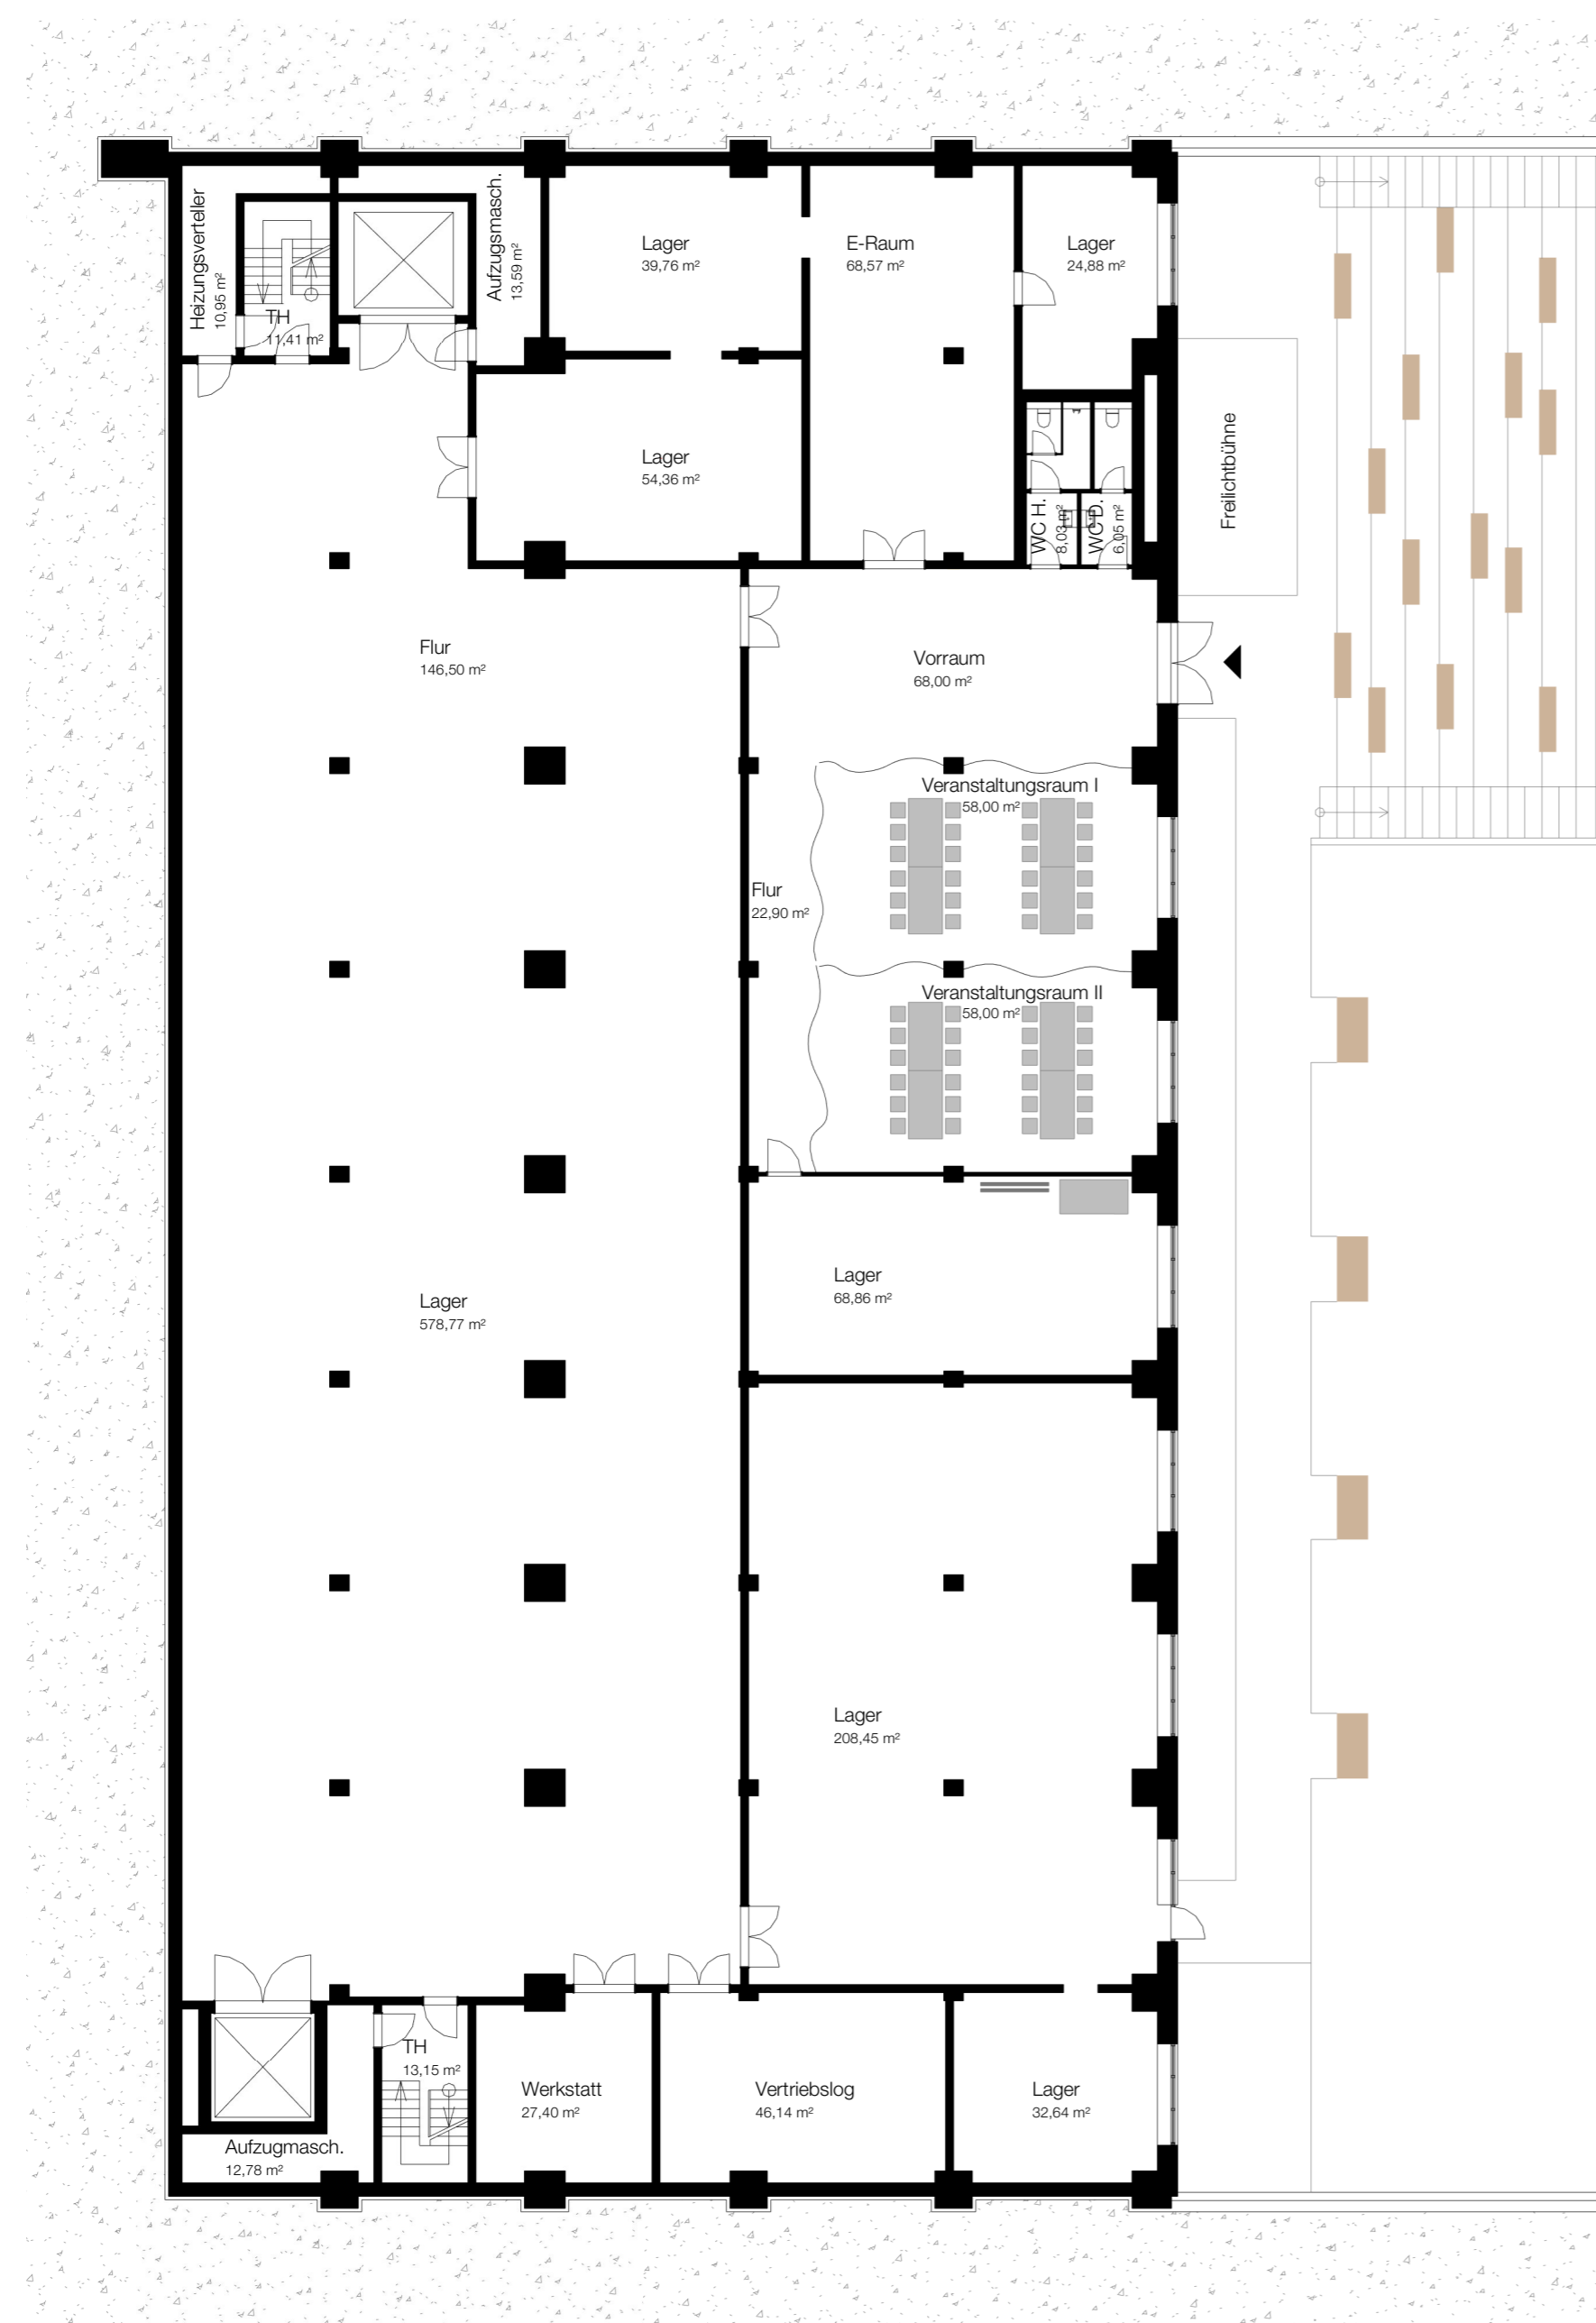 Heizungsverteiler
10,95 m²
TH
11,41 m²
Aufzugsmasch.
13,59 m²
Lager
39,76 m²
E-Raum
68,57 m²
Lager
24,88 m²
Lager
54,36 m²
WC H.
8,03 m²
WC D.
6,05 m²
Freilichtbühne
Flur
146,50 m²
Vorraum
68,00 m²
Veranstaltungsraum I
58,00 m²
Flur
22,90 m²
Veranstaltungsraum II
58,00 m²
Lager
68,86 m²
Lager
578,77 m²
Lager
208,45 m²
TH
13,15 m²
Werkstatt
27,40 m²
Vertriebslog
46,14 m²
Lager
32,64 m²
Aufzugmasch.
12,78 m²